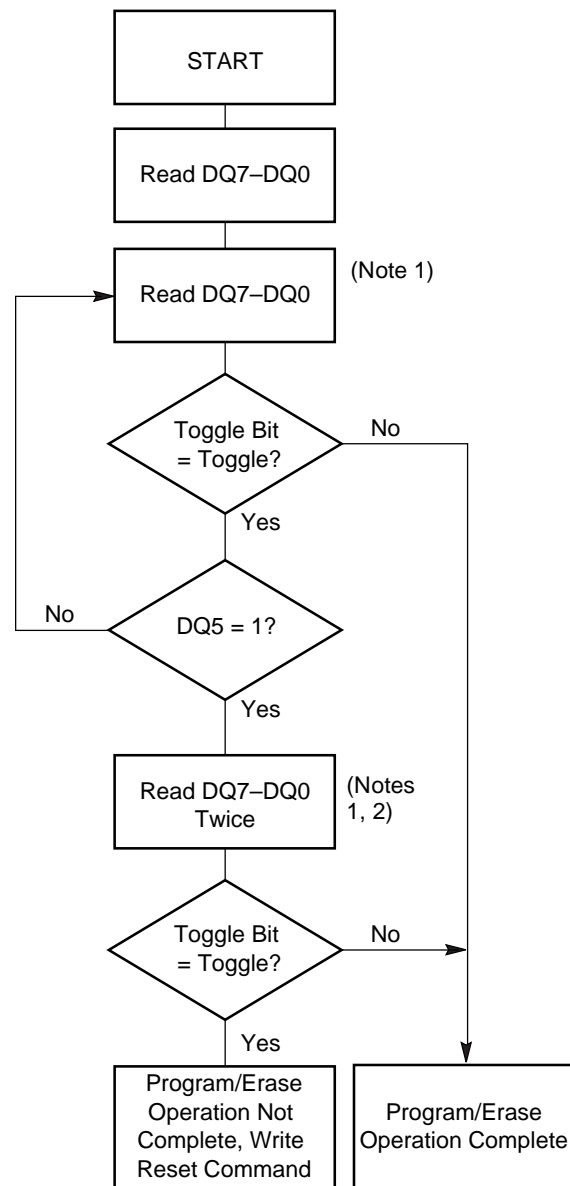 START
Read DQ7–DQ0
Read DQ7–DQ0
(Note 1)
Toggle Bit
= Toggle?
No
Yes
No
DQ5 = 1?
Yes
Read DQ7–DQ0
Twice
(Notes
1, 2)
Toggle Bit
= Toggle?
No
Yes
Program/Erase
Operation Not
Complete, Write
Reset Command
Program/Erase
Operation Complete